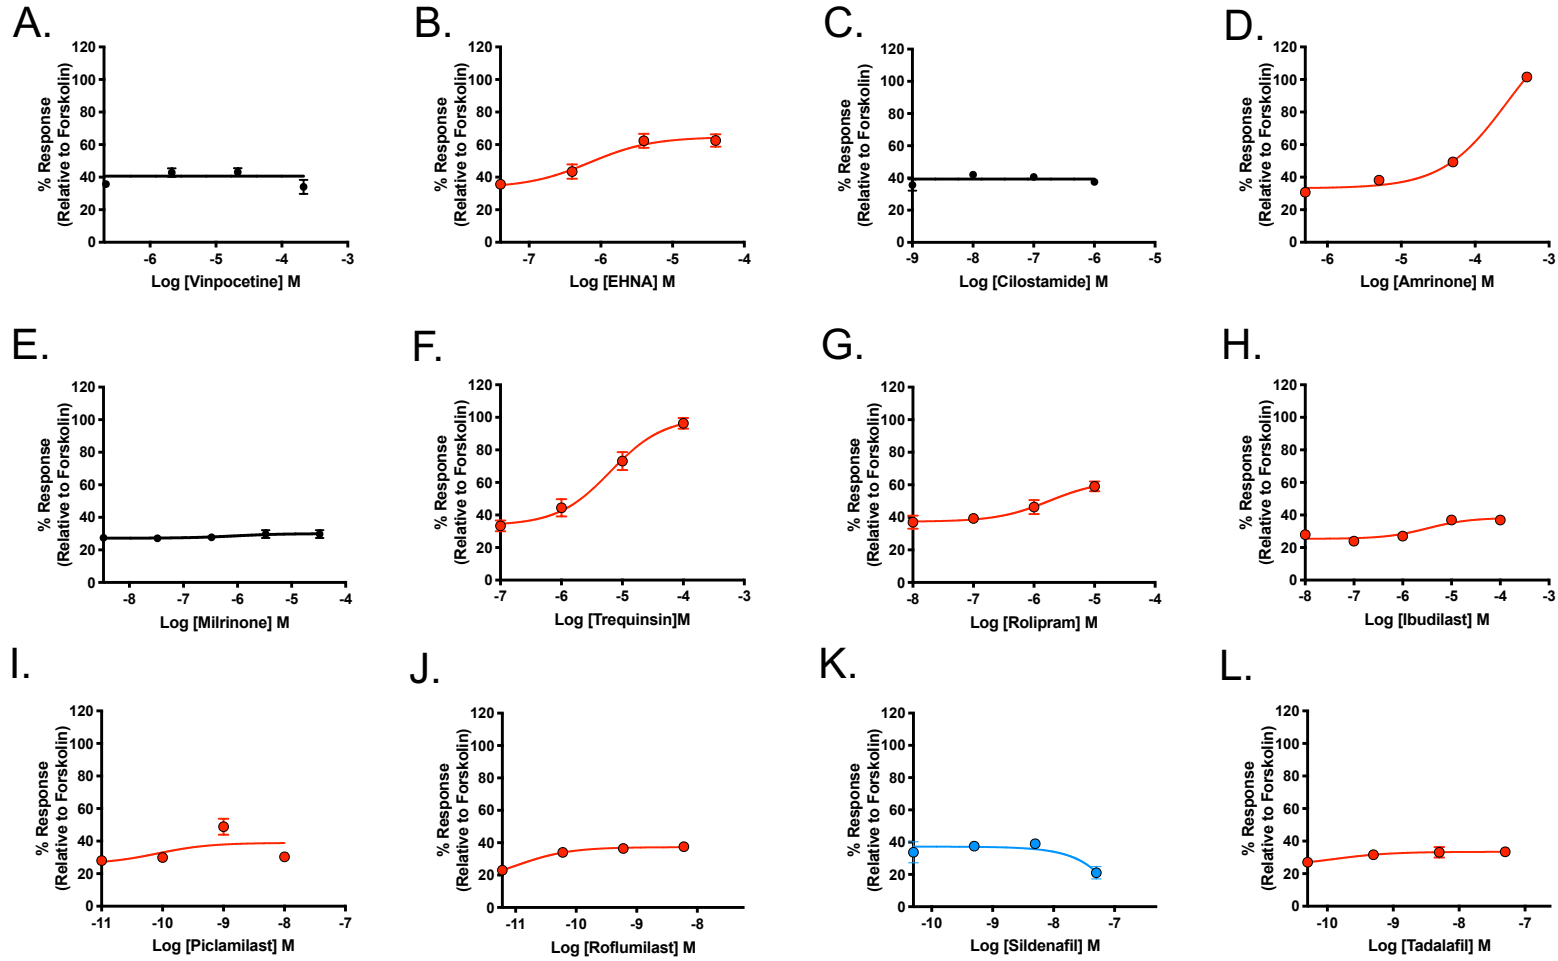 A.
120
100
80
60
40
20
0
% Response
(Relative to Forskolin)
-6 -5 -4 -3
Log [Vinpocetine] M
B.
120
100
80
60
40
20
0
% Response
(Relative to Forskolin)
-7 -6 -5 -4
Log [EHNA] M
C.
120
100
80
60
40
20
0
% Response
(Relative to Forskolin)
-9 -8 -7 -6 -5
Log [Cilostamide] M
D.
120
100
80
60
40
20
0
% Response
(Relative to Forskolin)
-6 -5 -4 -3
Log [Amrinone] M
E.
120
100
80
60
40
20
0
% Response
(Relative to Forskolin)
-8 -7 -6 -5 -4
Log [Milrinone] M
F.
120
100
80
60
40
20
0
% Response
(Relative to Forskolin)
-7 -6 -5 -4 -3
Log [Trequinsin]M
G.
120
100
80
60
40
20
0
% Response
(Relative to Forskolin)
-8 -7 -6 -5 -4
Log [Rolipram] M
H.
120
100
80
60
40
20
0
% Response
(Relative to Forskolin)
-8 -7 -6 -5 -4 -3
Log [Ibudilast] M
I.
120
100
80
60
40
20
0
% Response
(Relative to Forskolin)
-11 -10 -9 -8 -7
Log [Piclamilast] M
J.
120
100
80
60
40
20
0
% Response
(Relative to Forskolin)
-11 -10 -9 -8
Log [Roflumilast] M
K.
120
100
80
60
40
20
0
% Response
(Relative to Forskolin)
-10 -9 -8 -7
Log [Sildenafil] M
L.
120
100
80
60
40
20
0
% Response
(Relative to Forskolin)
-10 -9 -8 -7
Log [Tadalafil] M